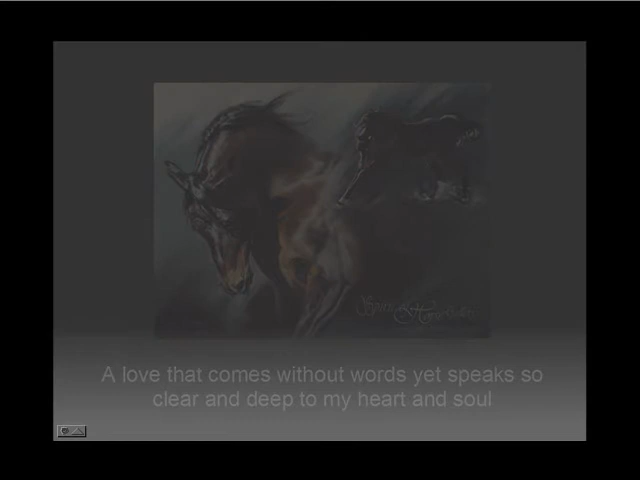 A love that comes without words yet speaks so
clear and deep to my heart and soul